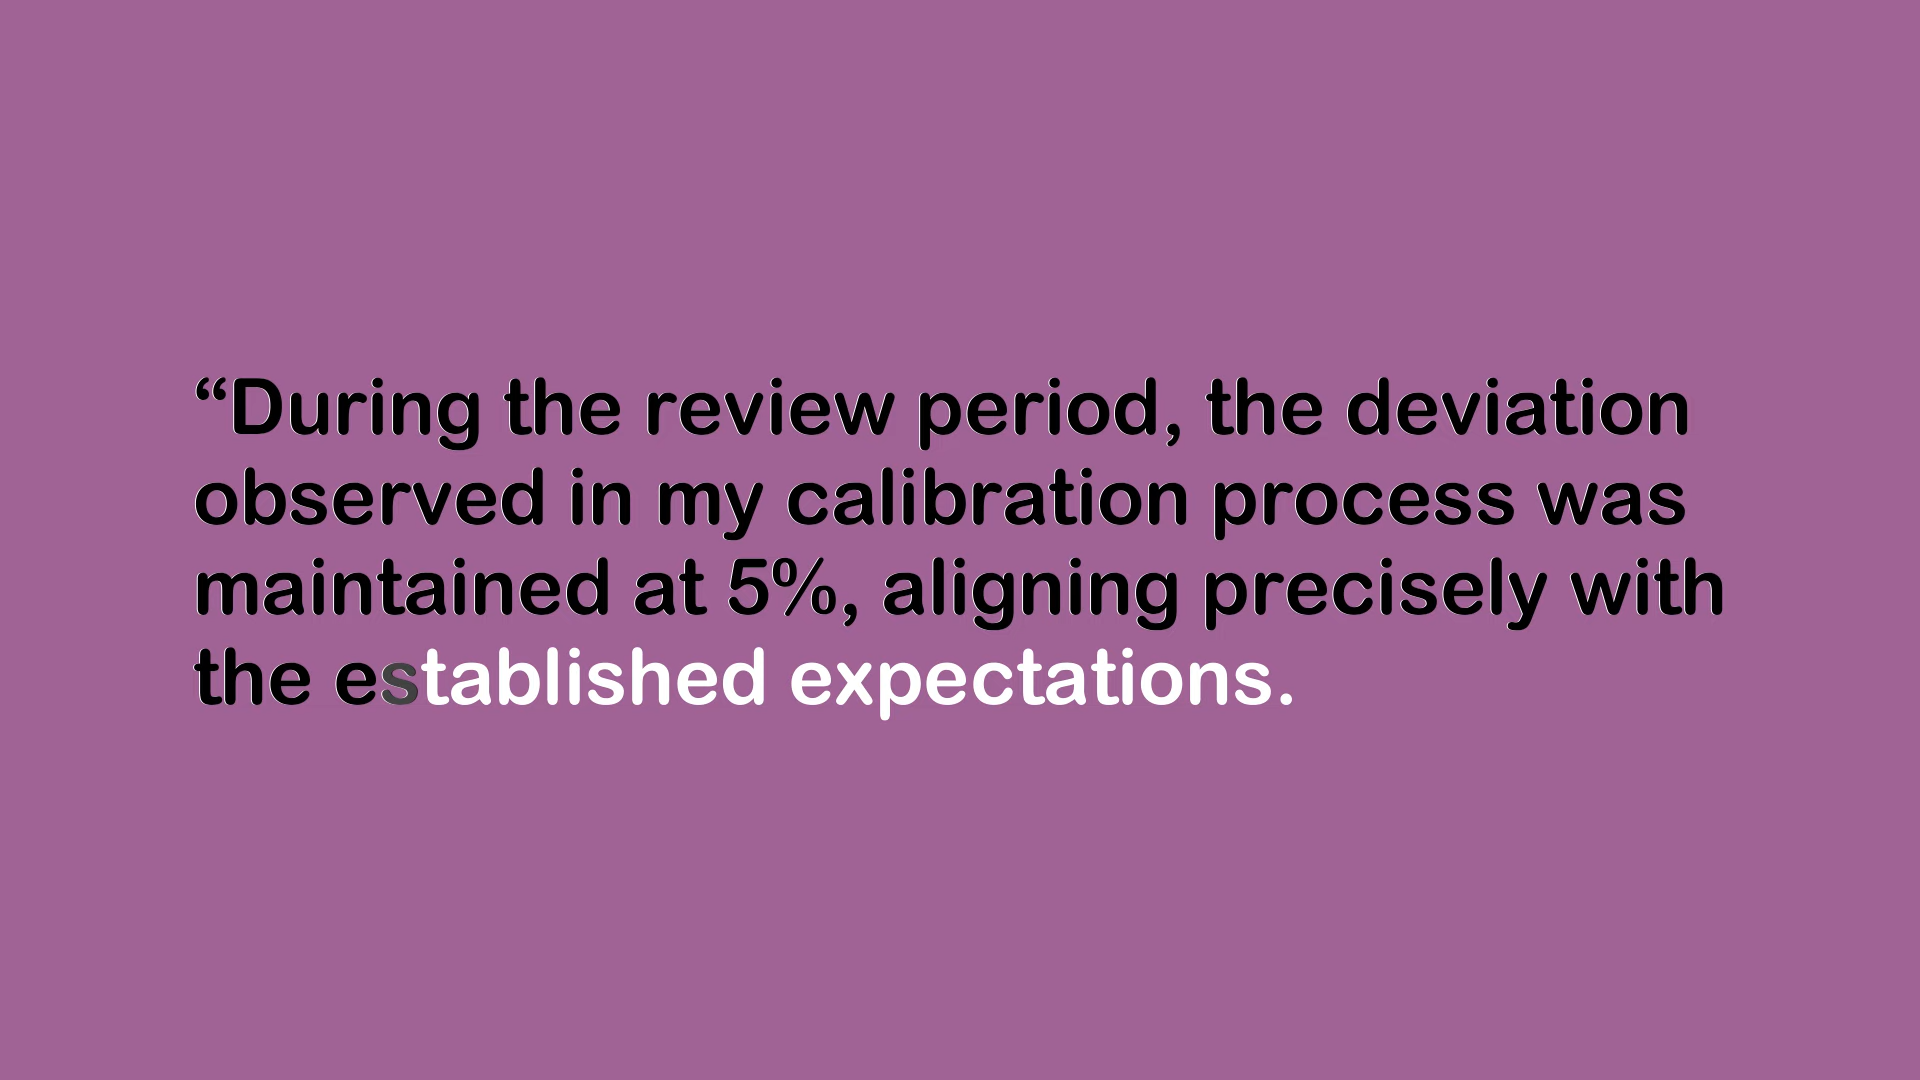 “During the review period, the deviation
observed in my calibration process was
maintained at 5%, aligning precisely with
the established expectations.